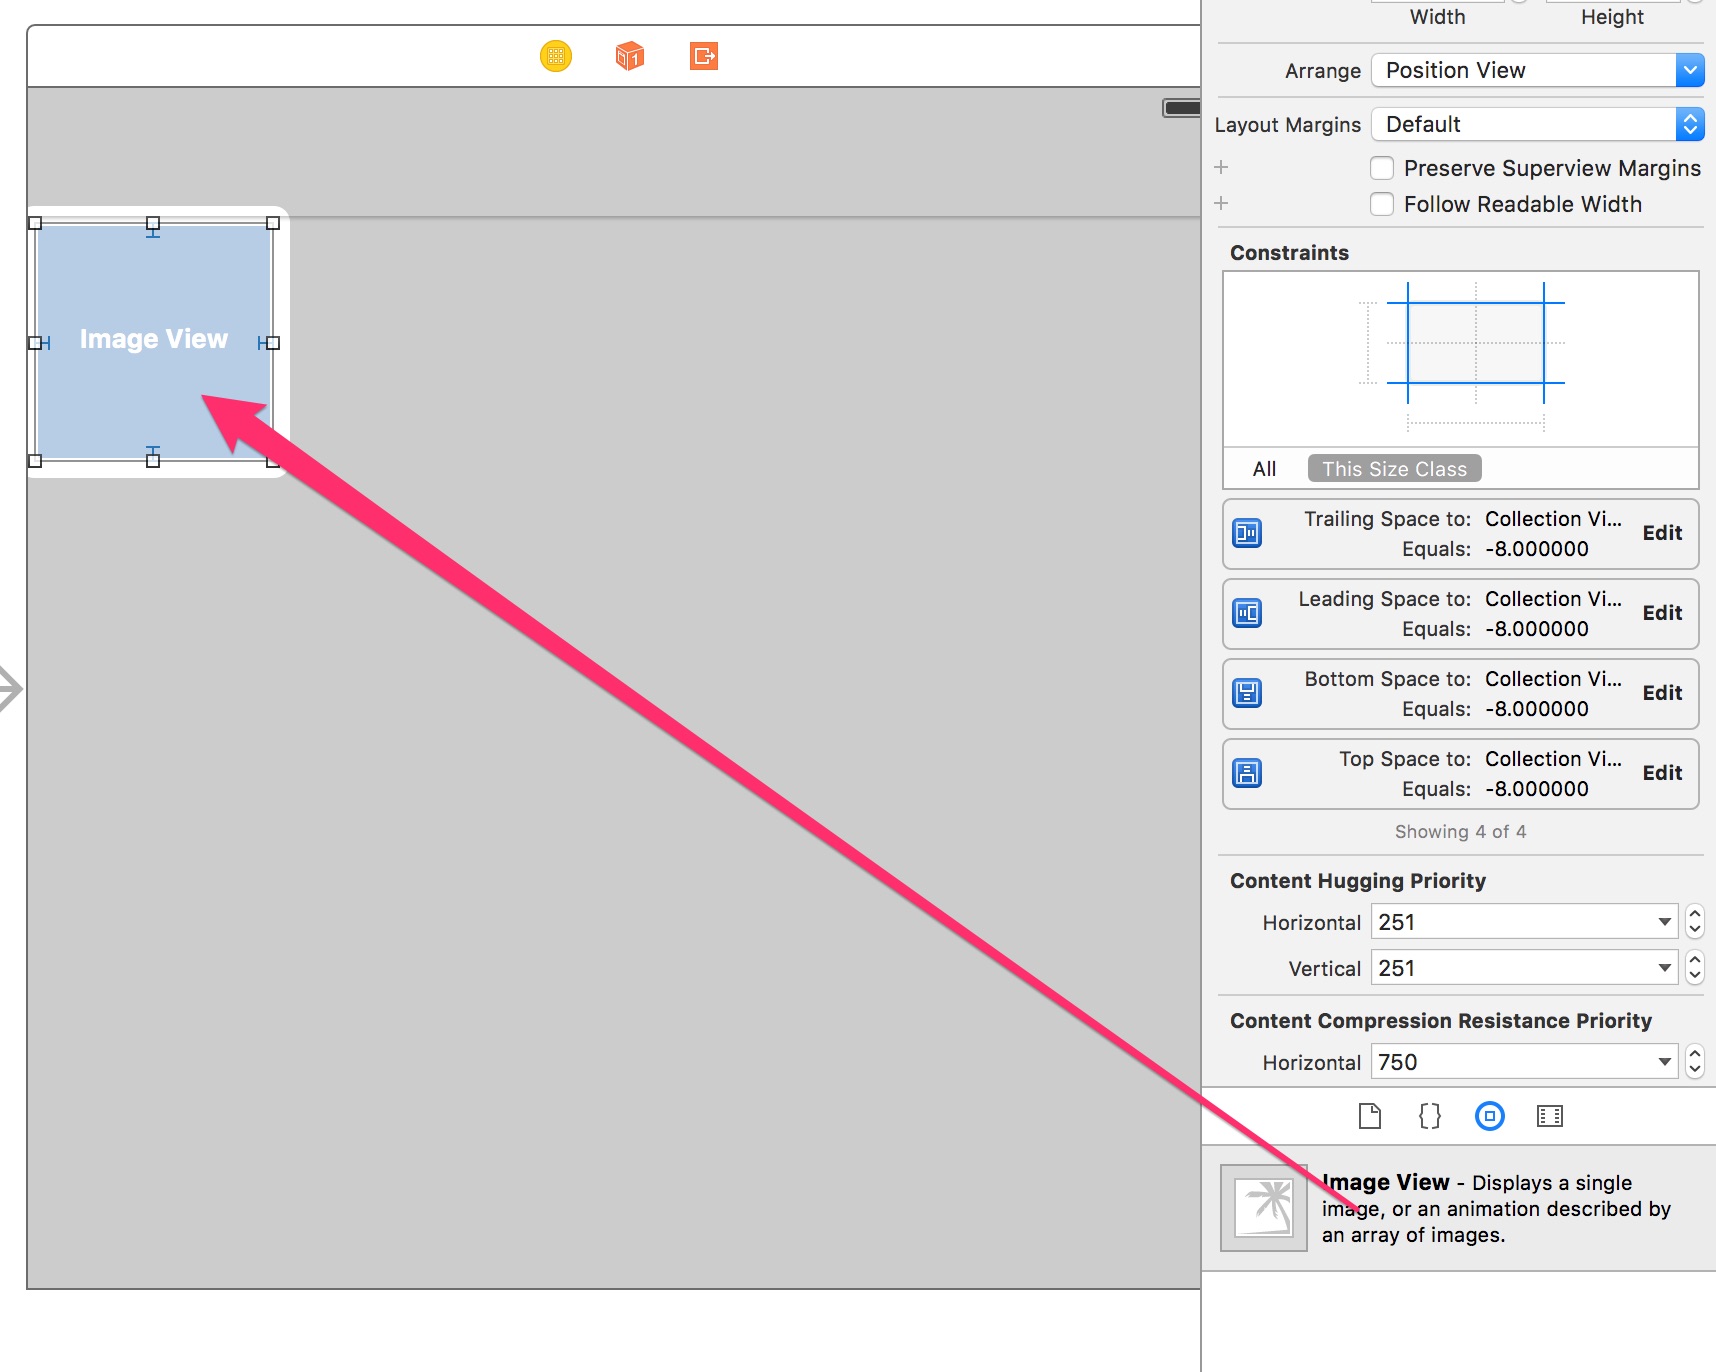 Width Height
Arrange Position View
Layout Margins Default
Preserve Superview Margins
Follow Readable Width
Image View
Constraints
All This Size Class
Trailing Space to: Collection Vi... Edit
Equals: -8.000000
Leading Space to: Collection Vi... Edit
Equals: -8.000000
Bottom Space to: Collection Vi... Edit
Equals: -8.000000
Top Space to: Collection Vi... Edit
Equals: -8.000000
Showing 4 of 4
Content Hugging Priority
Horizontal 251
Vertical 251
Content Compression Resistance Priority
Horizontal 750
Image View - Displays a single
image, or an animation described by
an array of images.